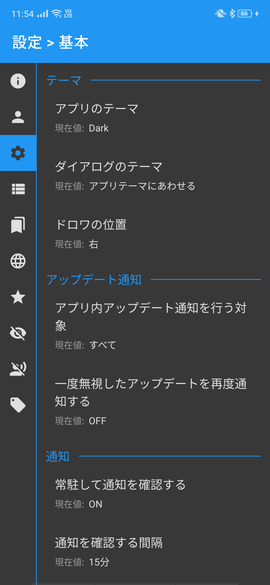 11:54
66
設定 > 基本
テーマ
アプリのテーマ
現在値: Dark
ダイアログのテーマ
現在値: アプリテーマにあわせる
ドロワの位置
現在値: 右
アップデート通知
アプリ内アップデート通知を行う対
象
現在値: すべて
一度無視したアップデートを再度通
知する
現在値: OFF
通知
常駐して通知を確認する
現在値: ON
通知を確認する間隔
現在値: 15分